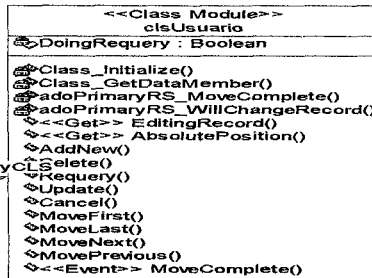 <<Class Module>>
clsUsuario
DoingRequery : Boolean
Class_Initialize()
Class_GetDataMember()
adoPrimaryRS_MoveComplete()
adoPrimaryRS_WillChangeRecord()
<<Get>> EditingRecord()
<<Get>> AbsolutePosition()
AddNew()
Delete()
yCLS
Requery()
Update()
Cancel()
MoveFirst()
MoveLast()
MoveNext()
MovePrevious()
<<Event>> MoveComplete()